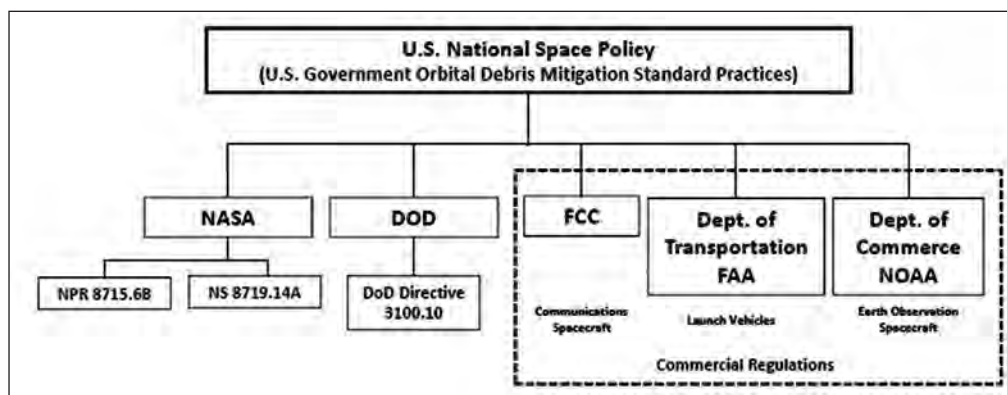 U.S. National Space Policy
(U.S. Government Orbital Debris Mitigation Standard Practices)
NASA
DOD
FCC
Dept. of
Transportation
FAA
Dept. of
Commerce
NOAA
NPR 8715.6B
NS 8719.14A
DoD Directive
3100.10
Communications
Spacecraft
Launch Vehicles
Earth Observation
Spacecraft
Commercial Regulations